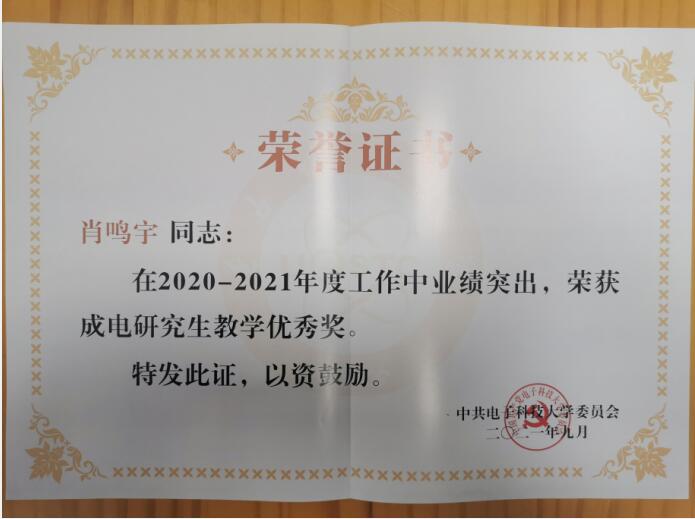 荣誉证书
肖鸣宇 同志：
在2020-2021年度工作中业绩突出，荣获
成电研究生教学优秀奖。
特发此证，以资鼓励。
中共电子科技大学委员会
二〇二一年九月